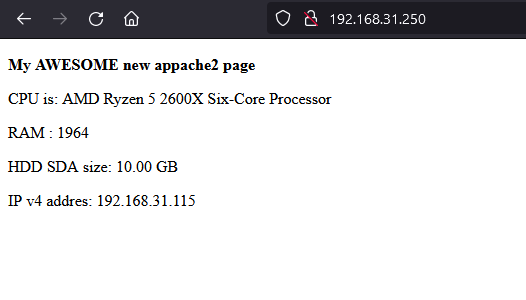 192.168.31.250
My AWESOME new appache2 page
CPU is: AMD Ryzen 5 2600X Six-Core Processor
RAM : 1964
HDD SDA size: 10.00 GB
IP v4 addres: 192.168.31.115